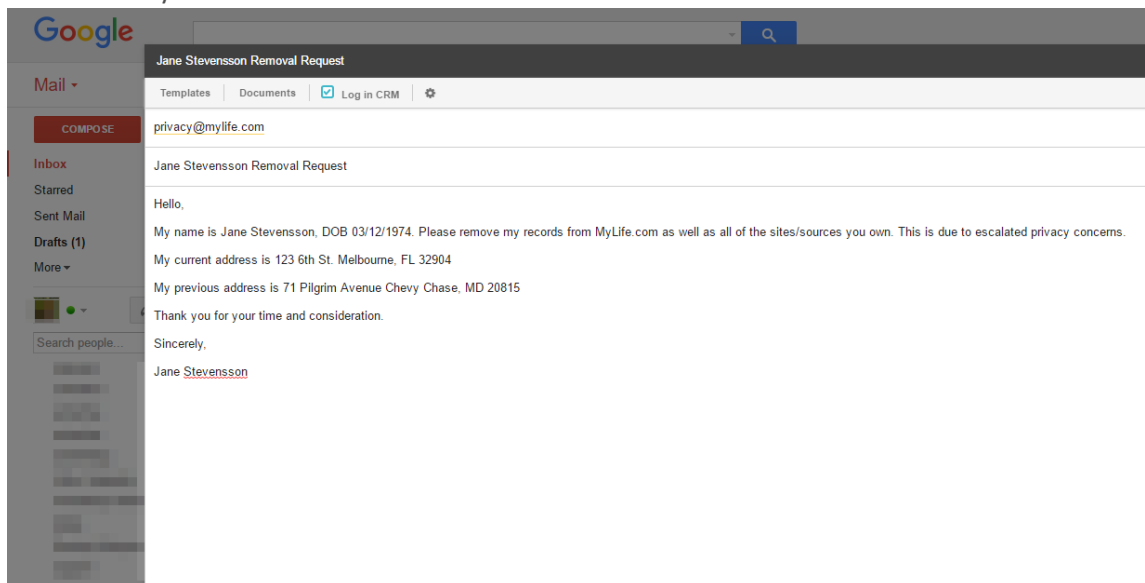 Google
Jane Stevensson Removal Request
Mail
Templates Documents Log in CRM
COMPOSE
privacy@mylife.com
Inbox
Jane Stevensson Removal Request
Starred
Sent Mail
Hello,
Drafts (1)
My name is Jane Stevensson, DOB 03/12/1974. Please remove my records from MyLife.com as well as all of the sites/sources you own. This is due to escalated privacy concerns.
More
My current address is 123 6th St. Melbourne, FL 32904
My previous address is 71 Pilgrim Avenue Chevy Chase, MD 20815
Thank you for your time and consideration.
Search people...
Sincerely,
Jane Stevensson